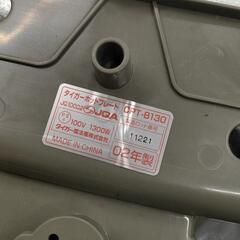 タイガーホットプレート CPT-B130
JQA
100V 1300W
11221
タイガー魔法瓶株式会社
02年製
MADE IN CHINA